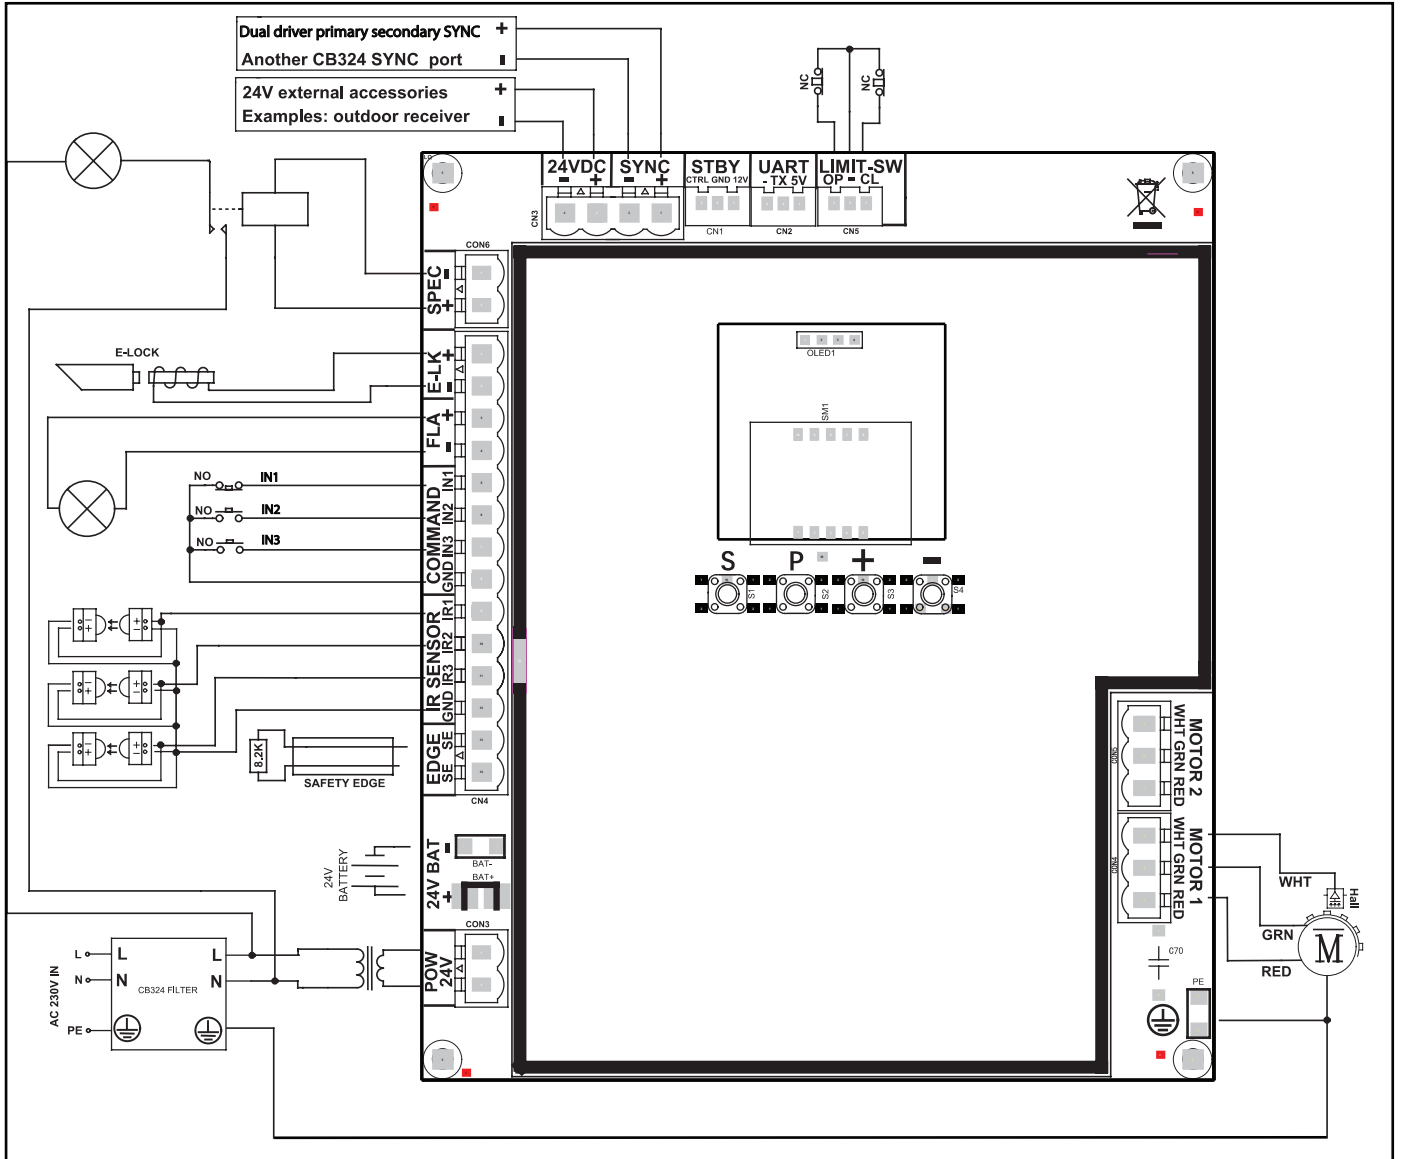 Dual driver primary secondary SYNC +
Another CB324 SYNC port -
24V external accessories +
Examples: outdoor receiver -
NC
NC
24VDC
- +
SYNC
- +
STBY
CTRL GND 12V
UART
- TX 5V
LIMIT-SW
OP - CL
CN3
CN1
CN2
CN5
CON6
SPEC
- +
E-LOCK
E-LK
+ -
FLA
+ -
NO IN1
NO IN2
NO IN3
COMMAND
IN1
IN2
IN3
GND
IR SENSOR
IR1
IR2
IR3
GND
EDGE
SE
SE
CN4
8.2K
SAFETY EDGE
24V
BATTERY
24V BAT
- +
BAT-
BAT+
CON3
POW
24V
AC 230V IN
L
N
PE
L L
N N
CB324 FİLTER
OLED1
SM1
S P + -
S1
S2
S3
S4
MOTOR 2
WHT GRN RED
CON5
MOTOR 1
WHT GRN RED
CON4
WHT
GRN
RED
Hall
M
C70
PE